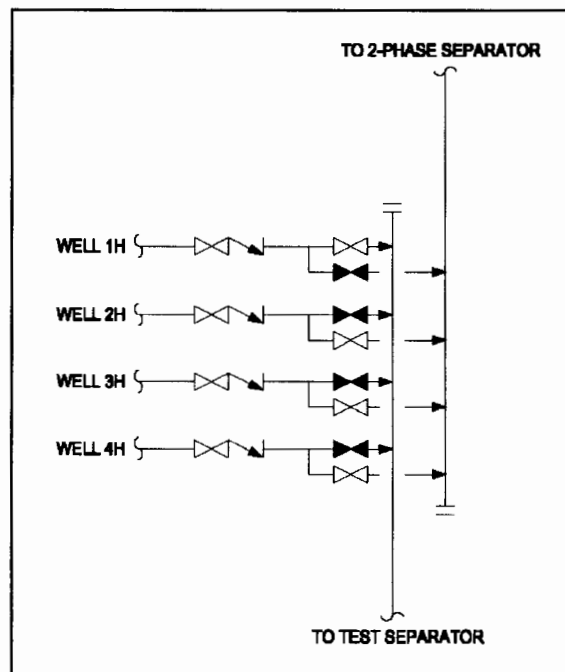 TO 2-PHASE SEPARATOR
WELL 1H
WELL 2H
WELL 3H
WELL 4H
TO TEST SEPARATOR